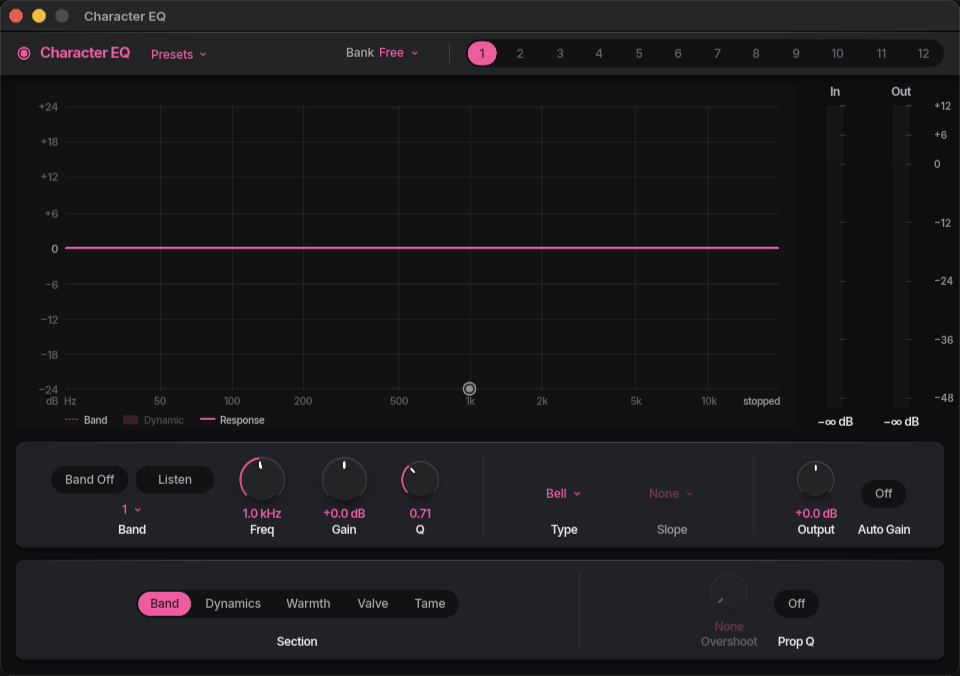 Character EQ
Character EQ Presets Bank Free 1 2 3 4 5 6 7 8 9 10 11 12
In Out
+24 +12
+18 +6
+12 0
+6 −12
0
−6 −24
−12 −36
−18
−24 −48
dB Hz 50 100 200 500 1k 2k 5k 10k stopped
Band Dynamic Response −∞ dB −∞ dB
Band Off Listen
1 1.0 kHz +0.0 dB 0.71 Bell None +0.0 dB Off
Band Freq Gain Q Type Slope Output Auto Gain
Band Dynamics Warmth Valve Tame Off
None
Section Overshoot Prop Q